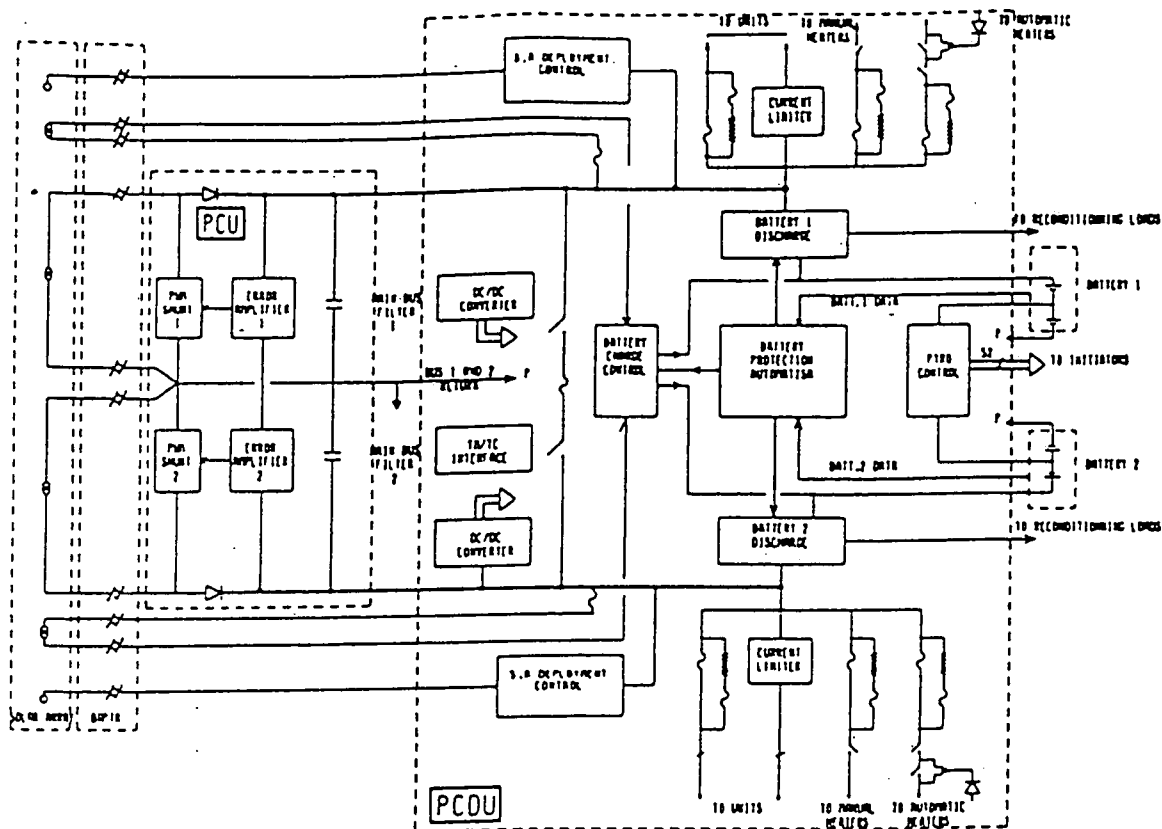 TO UNITS
TO MANUAL
HEATERS
TO AUTOMATIC
HEATERS
S.A DEPLOYMENT.
CONTROL
CURRENT
LIMITER
PCU
BATTERY 1
DISCHARGE
TO RECONDITIONNING LOADS
PWM
SHUNT
1
ERROR
AMPLIFIER
1
MAIN-BUS
FILTER
1
DC/DC
CONVERTER
BATTERY
CHARGE
CONTROL
BATT.1 DATA
BATTERY 1
BATTERY
PROTECTION
AUTOMATISM
PYRO
CONTROL
52
TO INITIATORS
BUS 1 AND 2
RETURN
PWM
SHUNT
2
ERROR
AMPLIFIER
2
MAIN BUS
FILTER
2
TM/TC
INTERFACE
BATT.2 DATA
BATTERY 2
DC/DC
CONVERTER
BATTERY 2
DISCHARGE
TO RECONDITIONNING LOADS
S.A DEPLOYMENT.
CONTROL
CURRENT
LIMITER
SOLAR ARRAY
BAPTA
PCDU
TO UNITS
TO MANUAL
HEATERS
TO AUTOMATIC
HEATERS